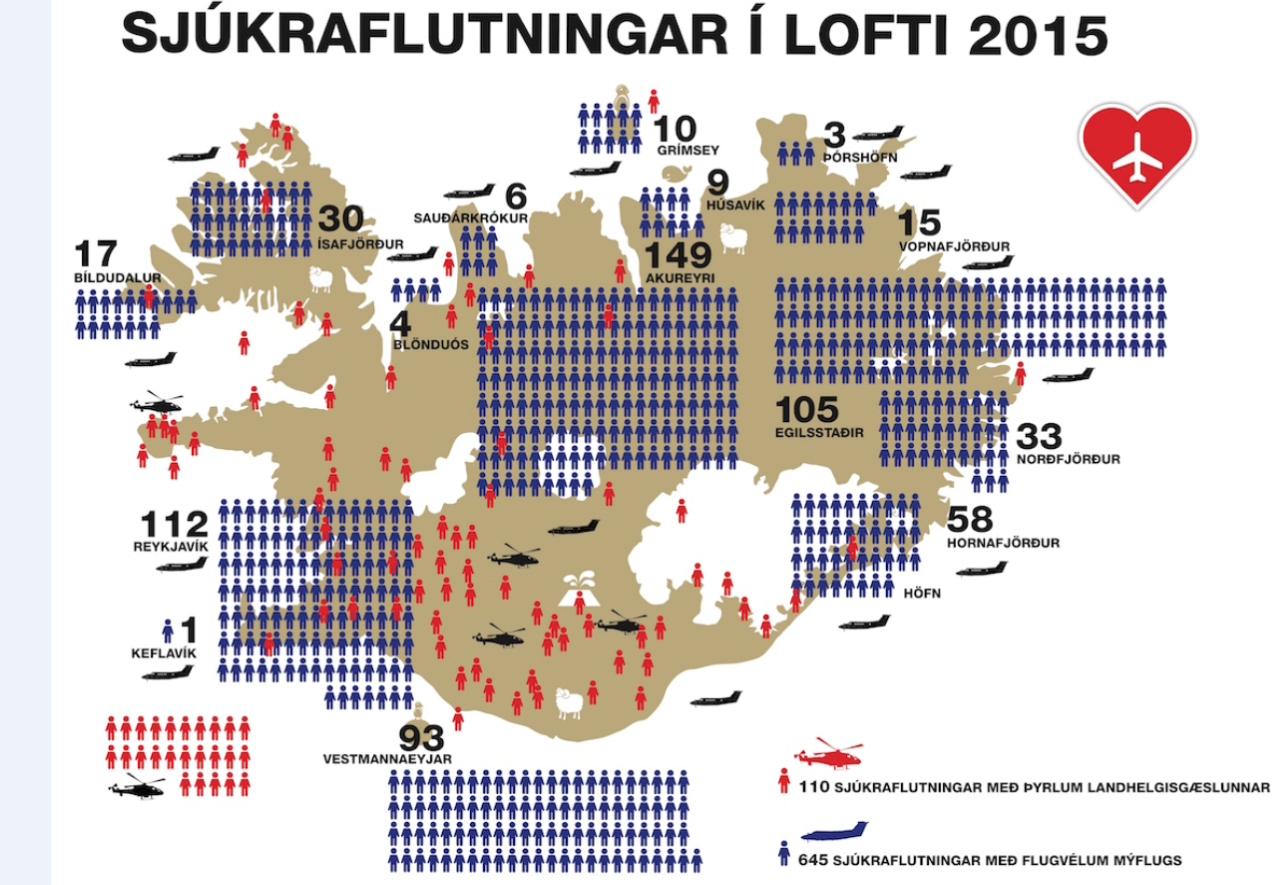 SJÚKRAFLUTNINGAR Í LOFTI 2015
10
GRÍMSEY
3
ÞÓRSHÖFN
6
SAUÐÁRKRÓKUR
9
HÚSAVÍK
30
ÍSAFJÖRÐUR
15
VOPNAFJÖRÐUR
17
BÍLDUDALUR
149
AKUREYRI
4
BLÖNDUÓS
105
EGILSSTAÐIR
33
NORÐFJÖRÐUR
112
REYKJAVÍK
58
HORNAFJÖRÐUR
HÖFN
1
KEFLAVÍK
93
VESTMANNAEYJAR
110 SJÚKRAFLUTNINGAR MEÐ ÞYRLUM LANDHELGISGÆSLUNNAR
645 SJÚKRAFLUTNINGAR MEÐ FLUGVÉLUM MÝFLUGS